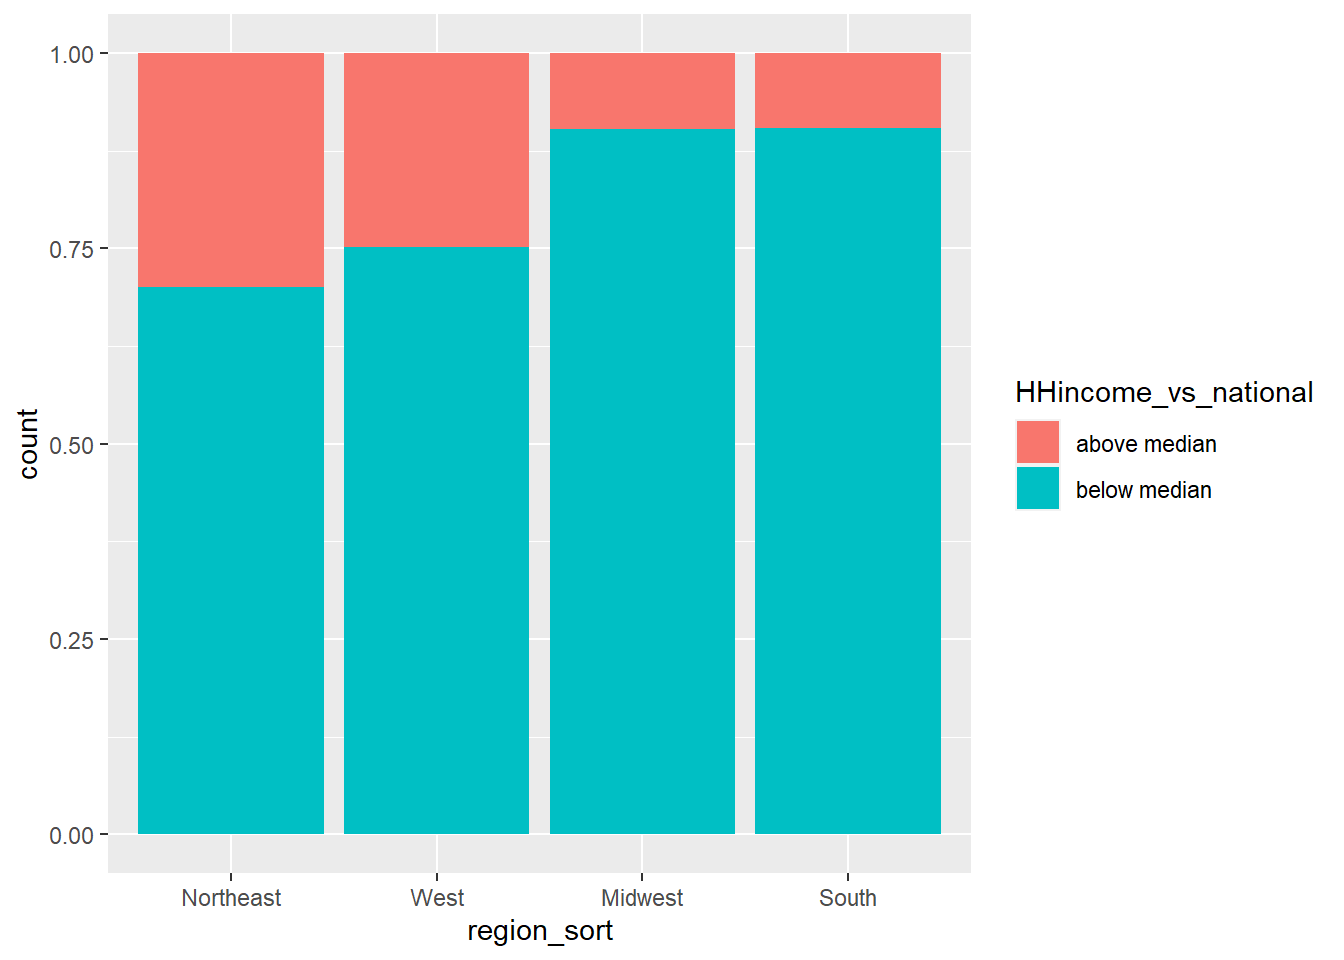 1.00
0.75
0.50
0.25
0.00
count
Northeast West Midwest South
region_sort
HHincome_vs_national
above median
below median